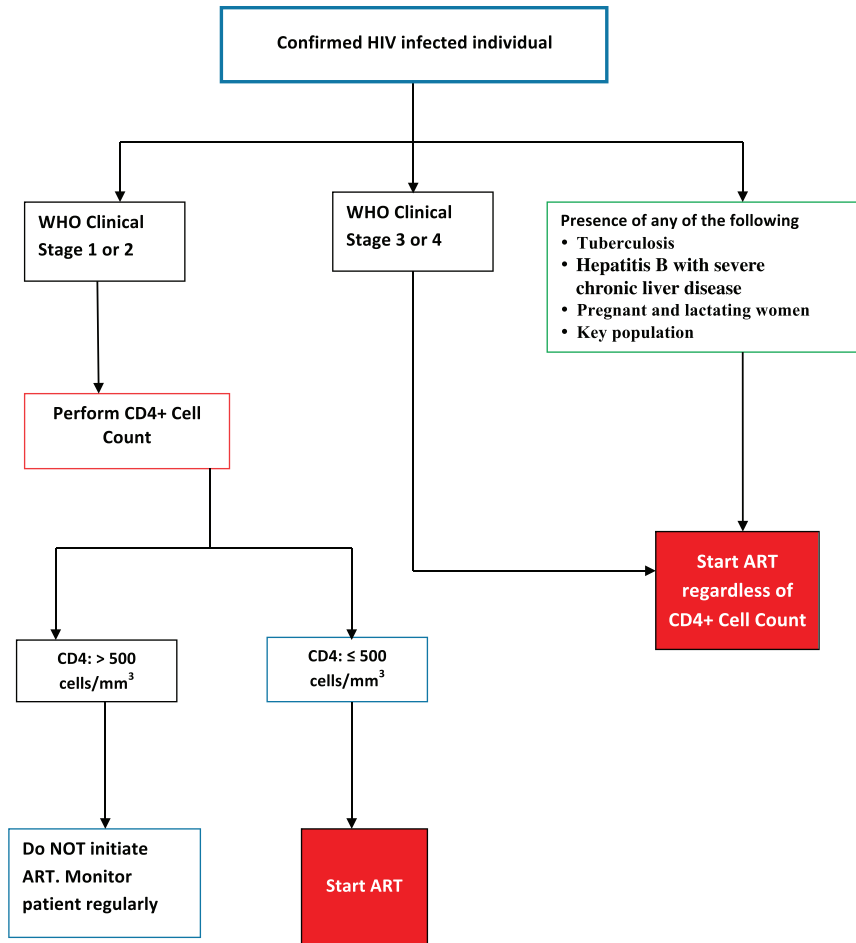 Confirmed HIV infected individual
WHO Clinical
Stage 1 or 2
WHO Clinical
Stage 3 or 4
Presence of any of the following
• Tuberculosis
• Hepatitis B with severe
chronic liver disease
• Pregnant and lactating women
• Key population
Perform CD4+ Cell
Count
Start ART
regardless of
CD4+ Cell Count
CD4: > 500
cells/mm³
CD4: ≤ 500
cells/mm³
Do NOT initiate
ART. Monitor
patient regularly
Start ART